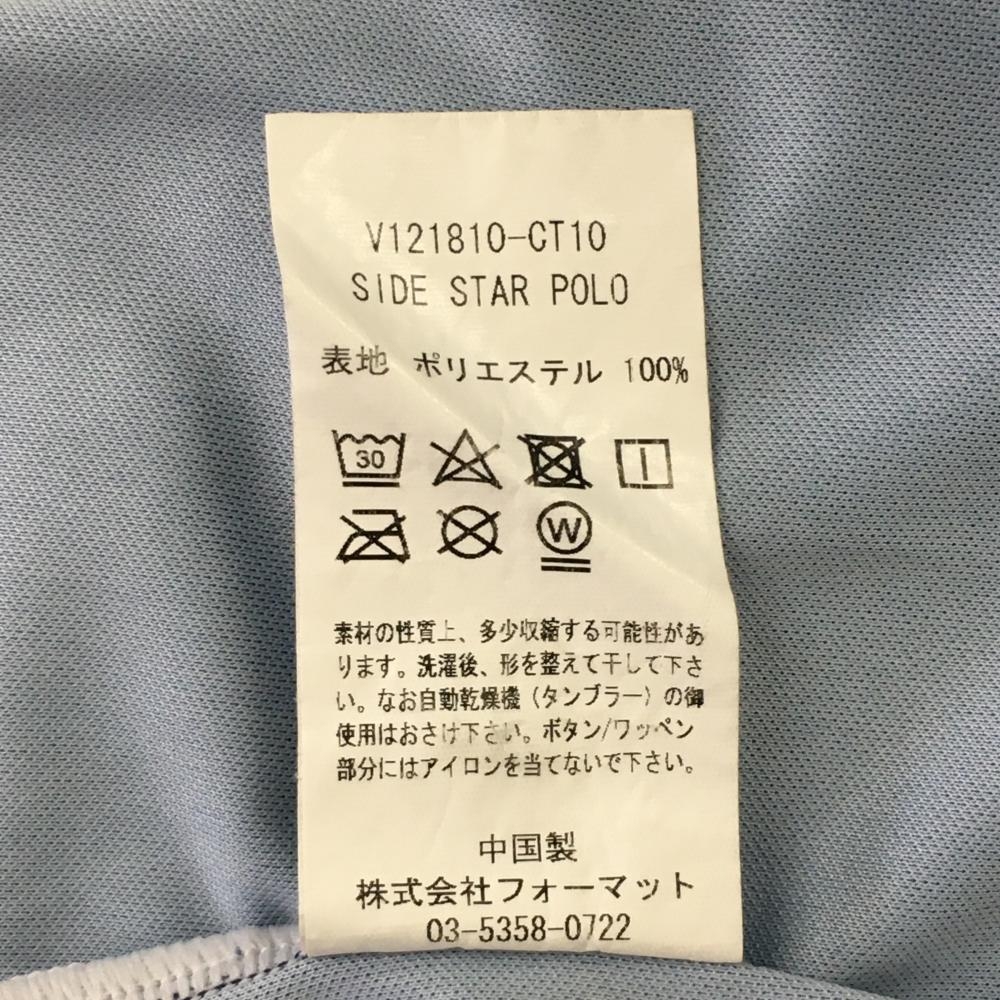 V121810-CT10
SIDE STAR POLO
表地 ポリエステル 100%
30
W
素材の性質上、多少収縮する可能性があ
ります。洗濯後、形を整えて干して下さ
い。なお自動乾燥機（タンブラー）の御
使用はおさけ下さい。ボタン/ワッペン
部分にはアイロンを当てないで下さい。
中国製
株式会社フォーマット
03-5358-0722